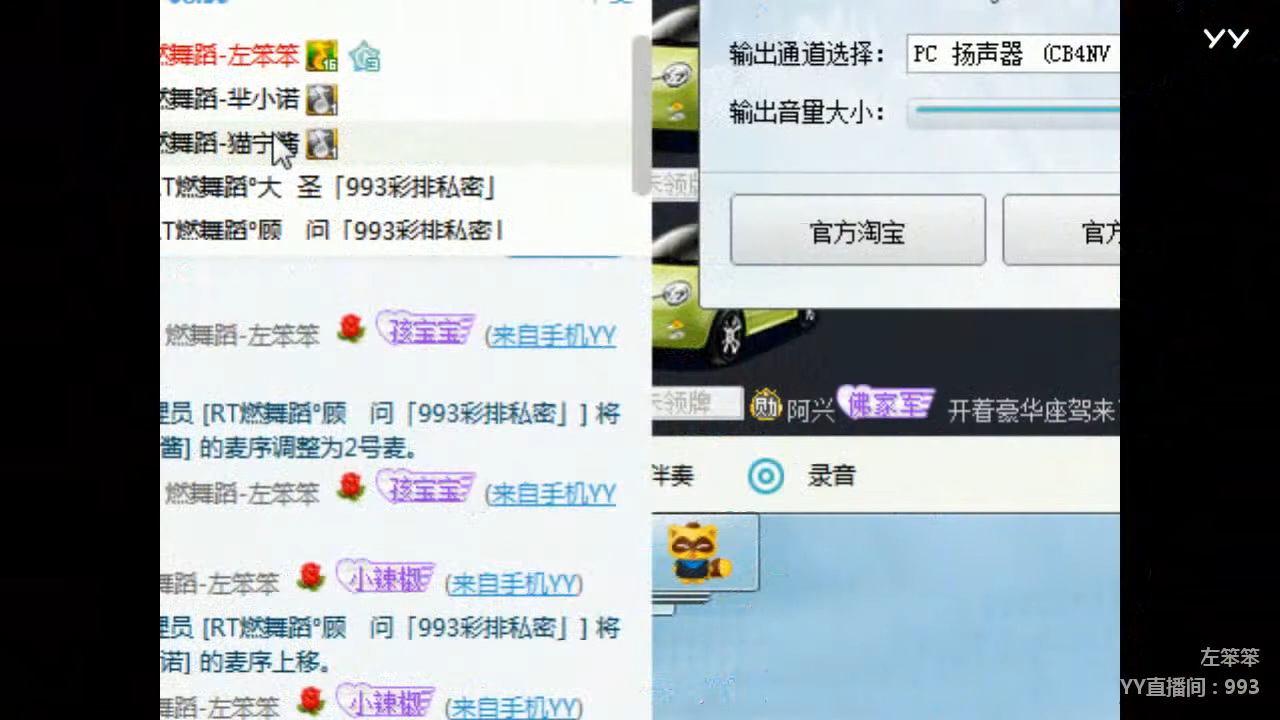 YY
燃舞蹈-左笨笨
燃舞蹈-芈小诺
燃舞蹈-猫宁酱
RT燃舞蹈°大 圣「993彩排私密」
RT燃舞蹈°顾 问「993彩排私密」
燃舞蹈-左笨笨 孩宝宝 (来自手机YY
理员 [RT燃舞蹈°顾 问「993彩排私密」] 将
酱] 的麦序调整为2号麦。
燃舞蹈-左笨笨 孩宝宝 (来自手机YY
舞蹈-左笨笨 小辣椒 (来自手机YY)
理员 [RT燃舞蹈°顾 问「993彩排私密」] 将
诺] 的麦序上移。
舞蹈-左笨笨 小辣椒 (来自手机YY)
输出通道选择: PC 扬声器 (CB4NV
输出音量大小:
官方淘宝 官方
未领牌
未领牌 勋 阿兴 佛家军 开着豪华座驾来
伴奏 录音
左笨笨
YY直播间:993